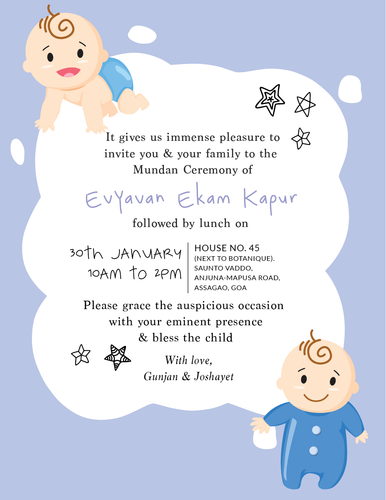 It gives us immense pleasure to
invite you & your family to the
Mundan Ceremony of
Evyavan Ekam Kapur
followed by lunch on
30th January
10am to 2pm
HOUSE NO. 45
(NEXT TO BOTANIQUE).
SAUNTO VADDO,
ANJUNA-MAPUSA ROAD,
ASSAGAO, GOA
Please grace the auspicious occasion
with your eminent presence
& bless the child
With love,
Gunjan & Joshayet